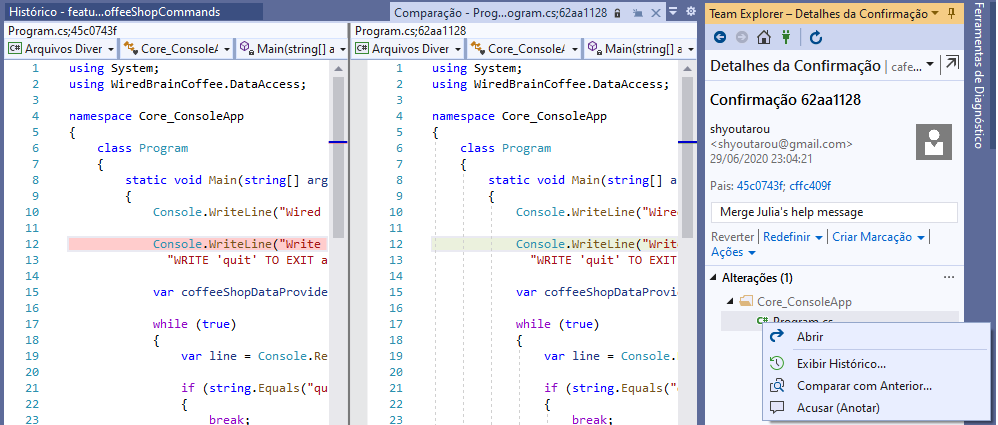 Histórico - featu...offeeShopCommands
Comparação - Prog...ogram.cs;62aa1128
Program.cs;45c0743f
Program.cs;62aa1128
C# Arquivos Diver
Core_ConsoleA
Main(string[] a
C# Arquivos Diver
Core_ConsoleA
Main(string[] a
1 using System;
2 using WiredBrainCoffee.DataAccess;
3
4 namespace Core_ConsoleApp
5 {
6 class Program
7 {
8 static void Main(string[] arg
9 {
10 Console.WriteLine("Wired
11
12 Console.WriteLine("Write
13 "WRITE 'quit' TO EXIT a
14
15 var coffeeShopDataProvide
16
17 while (true)
18 {
19 var line = Console.Re
20
21 if (string.Equals("qu
22 {
23 break;
1 using System;
2 using WiredBrainCoffee.DataAccess;
3
4 namespace Core_ConsoleApp
5 {
6 class Program
7 {
8 static void Main(string[] a
9 {
10 Console.WriteLine("Wire
11
12 Console.WriteLine("Writ
13 "WRITE 'quit' TO EXIT
14
15 var coffeeShopDataProvi
16
17 while (true)
18 {
19 var line = Console.
20
21 if (string.Equals("
22 {
23 break;
Team Explorer – Detalhes da Confirmação
Detalhes da Confirmação | cafe...
Confirmação 62aa1128
shyoutarou
<shyoutarou@gmail.com>
29/06/2020 23:04:21
Pais: 45c0743f; cffc409f
Merge Julia's help message
Reverter | Redefinir | Criar Marcação |
Ações
Alterações (1)
...
Core_ConsoleApp
C# Program.cs
Abrir
Exibir Histórico...
Comparar com Anterior...
Acusar (Anotar)
Ferramentas de Diagnóstico